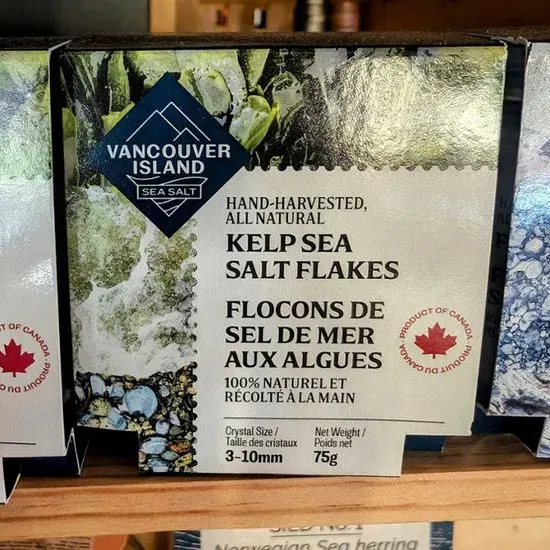 VANCOUVER
ISLAND
SEA SALT
HAND-HARVESTED,
ALL NATURAL
KELP SEA
SALT FLAKES
FLOCONS DE
SEL DE MER
AUX ALGUES
100% NATUREL ET
RÉCOLTÉ À LA MAIN
PRODUCT OF CANADA
PRODUIT DU CANADA
Crystal Size /
Taille des cristaux
3-10mm
Net Weight /
Poids net
75g
Norwegian Sea herring